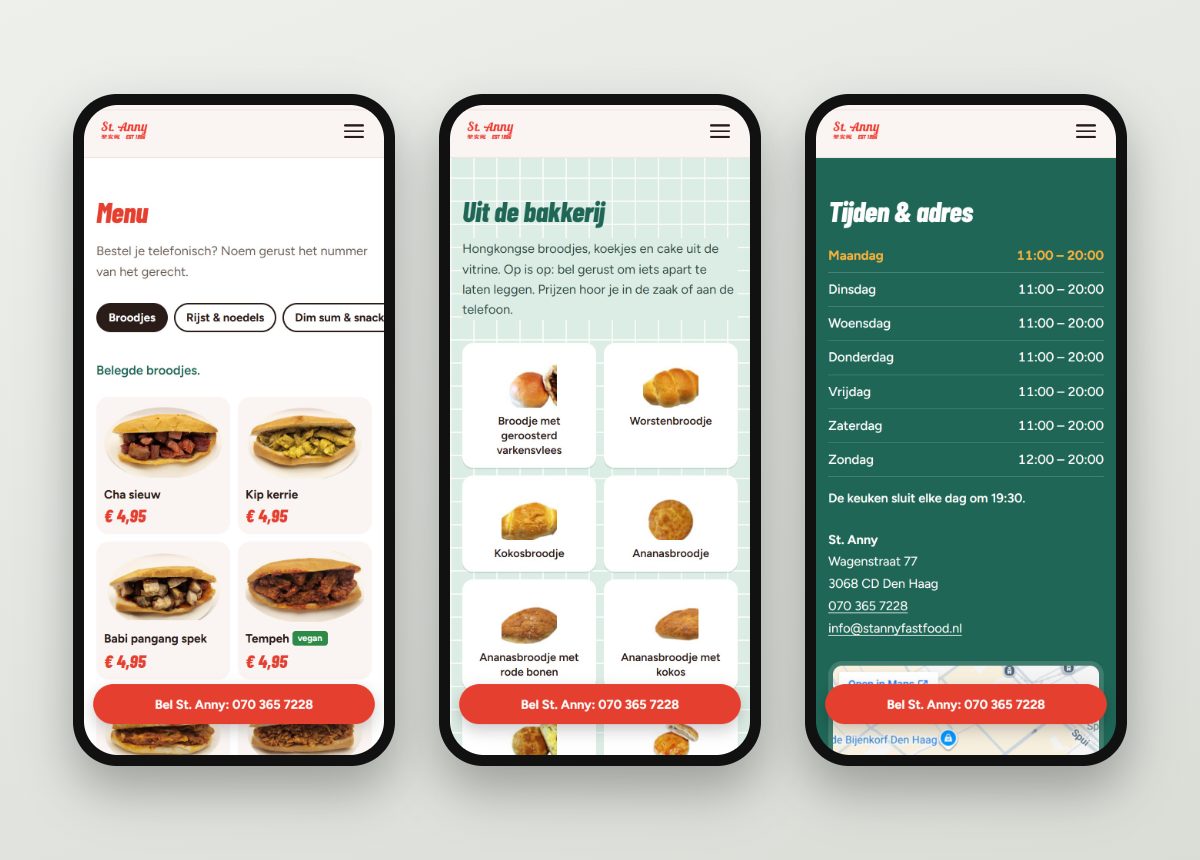 St. Anny
EST 1989
Menu
Bestel je telefonisch? Noem gerust het nummer
van het gerecht.
Broodjes
Rijst & noedels
Dim sum & snack
Belegde broodjes.
Cha sieuw
€ 4,95
Kip kerrie
€ 4,95
Babi pangang spek
€ 4,95
Tempeh vegan
€ 4,95
Bel St. Anny: 070 365 7228
St. Anny
Uit de bakkerij
Hongkongse broodjes, koekjes en cake uit de
vitrine. Op is op: bel gerust om iets apart te
laten leggen. Prijzen hoor je in de zaak of aan de
telefoon.
Broodje met
geroosterd
varkensvlees
Worstenbroodje
Kokosbroodje
Ananasbroodje
Ananasbroodje met
rode bonen
Ananasbroodje met
kokos
Bel St. Anny: 070 365 7228
St. Anny
Tijden & adres
Maandag 11:00 – 20:00
Dinsdag 11:00 – 20:00
Woensdag 11:00 – 20:00
Donderdag 11:00 – 20:00
Vrijdag 11:00 – 20:00
Zaterdag 11:00 – 20:00
Zondag 12:00 – 20:00
De keuken sluit elke dag om 19:30.
St. Anny
Wagenstraat 77
3068 CD Den Haag
070 365 7228
info@stannyfastfood.nl
Open in Maps
Bel St. Anny: 070 365 7228
de Bijenkorf Den Haag
Spui